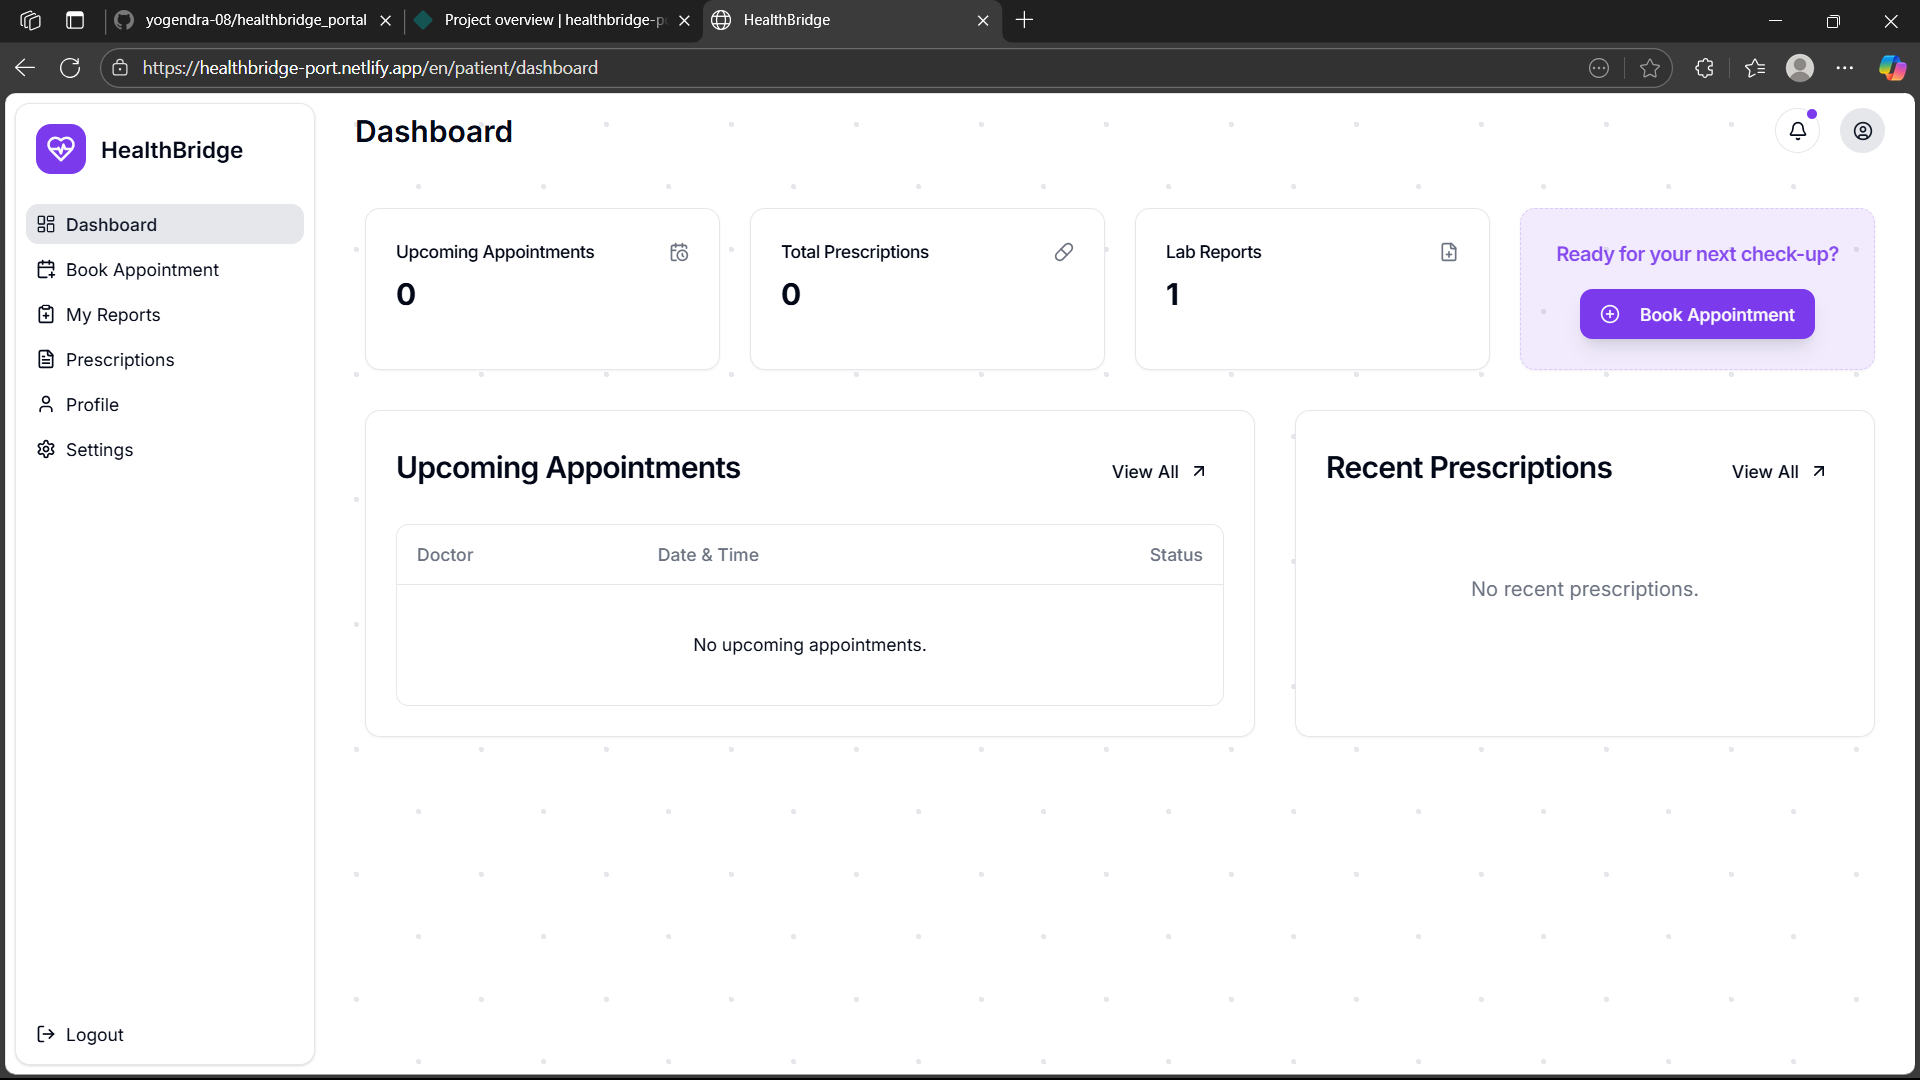 yogendra-08/healthbridge_portal
Project overview | healthbridge-p
HealthBridge
https://healthbridge-port.netlify.app/en/patient/dashboard
HealthBridge
Dashboard
Book Appointment
My Reports
Prescriptions
Profile
Settings
Logout
Dashboard
Upcoming Appointments
0
Total Prescriptions
0
Lab Reports
1
Ready for your next check-up?
Book Appointment
Upcoming Appointments
View All
Doctor Date & Time Status
No upcoming appointments.
Recent Prescriptions
View All
No recent prescriptions.